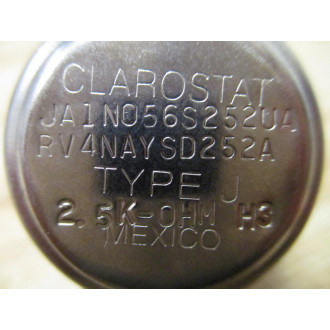 CLAROSTAT
JA1N056S252UA
RV4NAYSD252A
TYPE J
2.5K-OHM H3
MEXICO